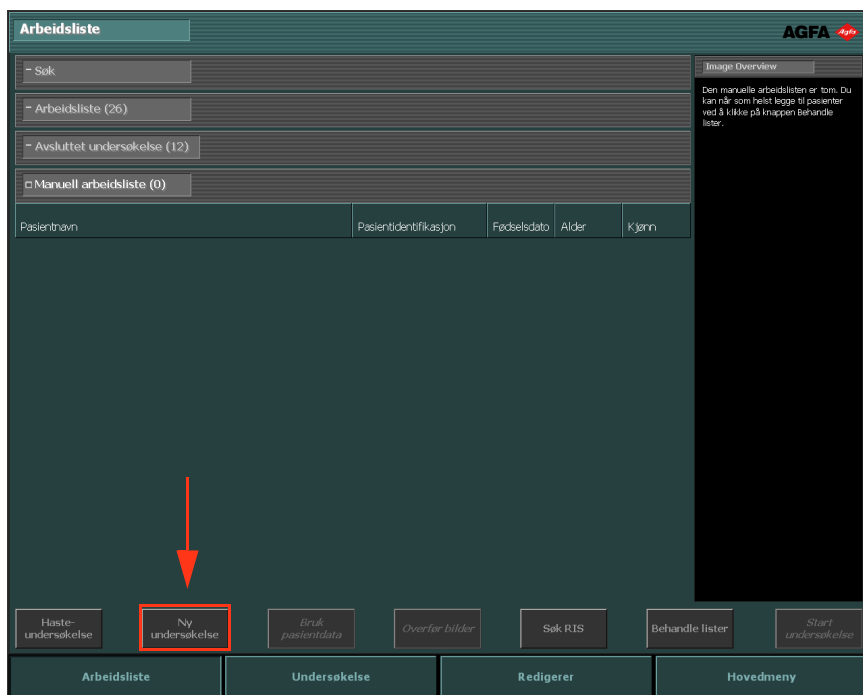 Arbeidsliste
AGFA Agfa
Søk
Image Overview
Den manuelle arbeidslisten er tom. Du
kan når som helst legge til pasienter
ved å klikke på knappen Behandle
lister.
Arbeidsliste (26)
Avsluttet undersøkelse (12)
Manuell arbeidsliste (0)
Pasientnavn Pasientidentifikasjon Fødselsdato Alder Kjønn
Haste-
undersøkelse
Ny
undersøkelse
Bruk
pasientdata
Overfør bilder
Søk RIS
Behandle lister
Start
undersøkelse
Arbeidsliste Undersøkelse Redigerer Hovedmeny